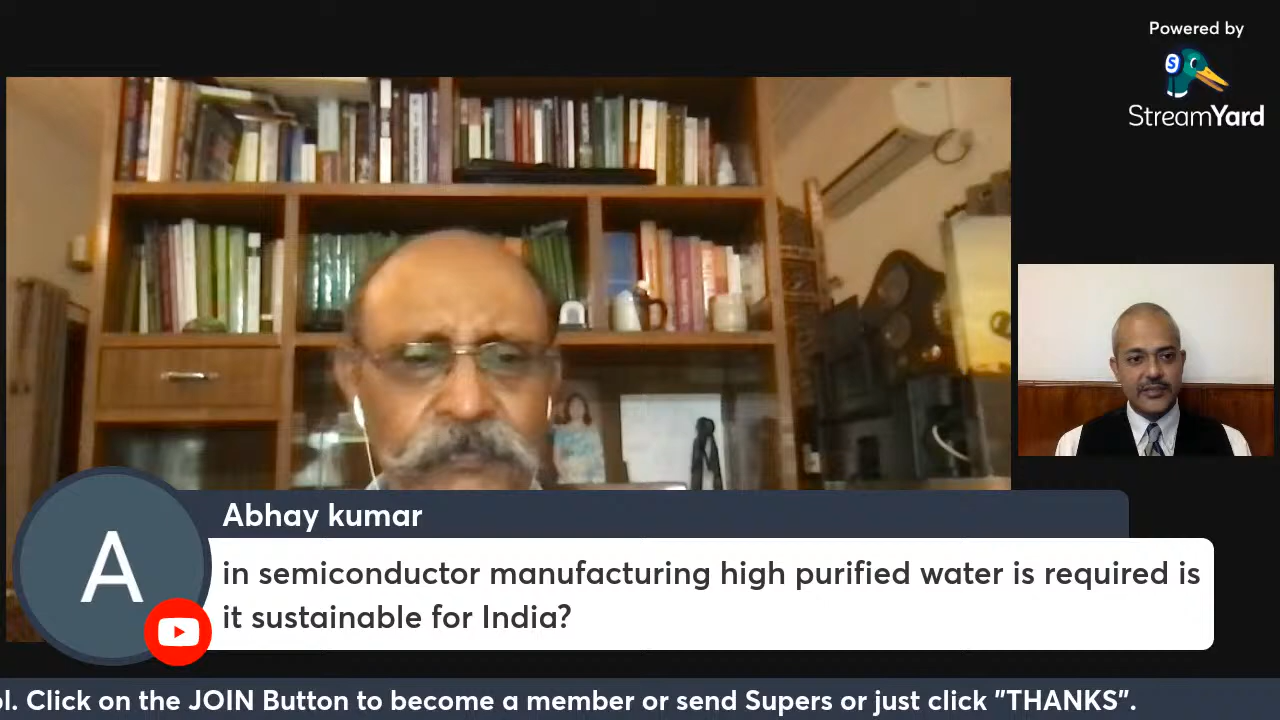 Powered by
S
StreamYard
A
Abhay kumar
in semiconductor manufacturing high purified water is required is
it sustainable for India?
Click on the JOIN Button to become a member or send Supers or just click "THANKS".